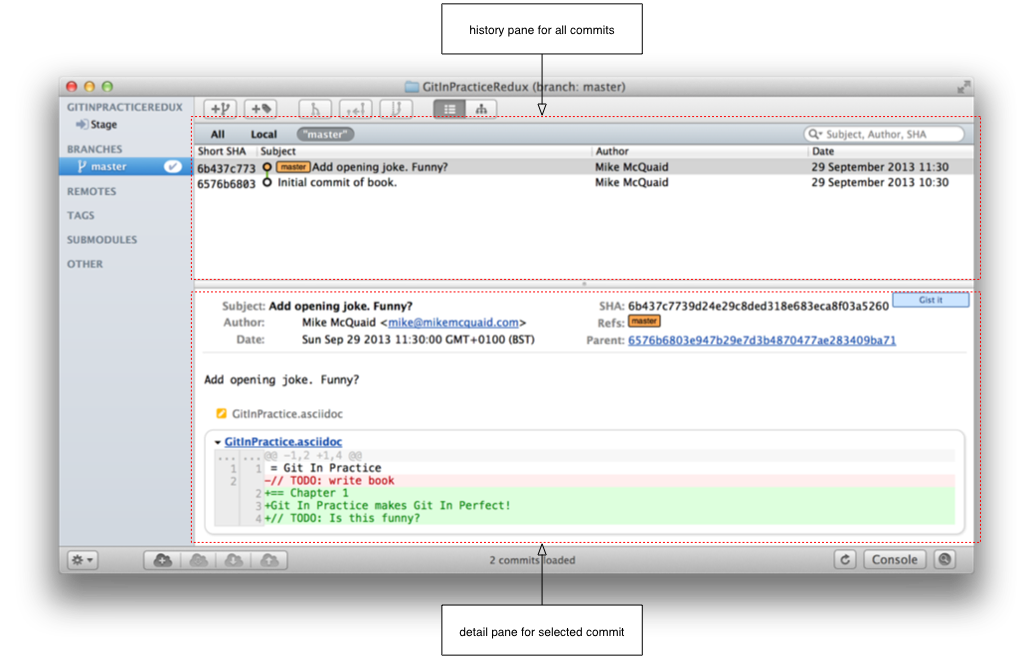 history pane for all commits
GitInPracticeRedux (branch: master)
GITINPRACTICEREDUX
Stage
BRANCHES
master
REMOTES
TAGS
SUBMODULES
OTHER
All Local "master" Subject, Author, SHA
Short SHA Subject Author Date
6b437c773 master Add opening joke. Funny? Mike McQuaid 29 September 2013 11:30
6576b6803 Initial commit of book. Mike McQuaid 29 September 2013 10:30
Subject: Add opening joke. Funny? SHA: 6b437c7739d24e29c8ded318e683eca8f03a5260 Gist it
Author: Mike McQuaid <mike@mikemcquaid.com> Refs: master
Date: Sun Sep 29 2013 11:30:00 GMT+0100 (BST) Parent: 6576b6803e947b29e7d3b4870477ae283409ba71
Add opening joke. Funny?
GitInPractice.asciidoc
GitInPractice.asciidoc
... ...@@ -1,2 +1,4 @@
1 1 = Git In Practice
2 -// TODO: write book
2 +== Chapter 1
3 +Git In Practice makes Git In Perfect!
4 +// TODO: Is this funny?
2 commits loaded Console
detail pane for selected commit